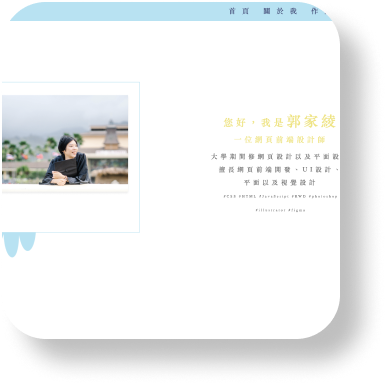 首頁 關於我 作
您好，我是郭家綾
一位網頁前端設計師
大學期間修網頁設計以及平面設
擅長網頁前端開發、UI設計、
平面以及視覺設計
#CSS #HTML #JavaScript #RWD #photoshop
#illustrator #figma